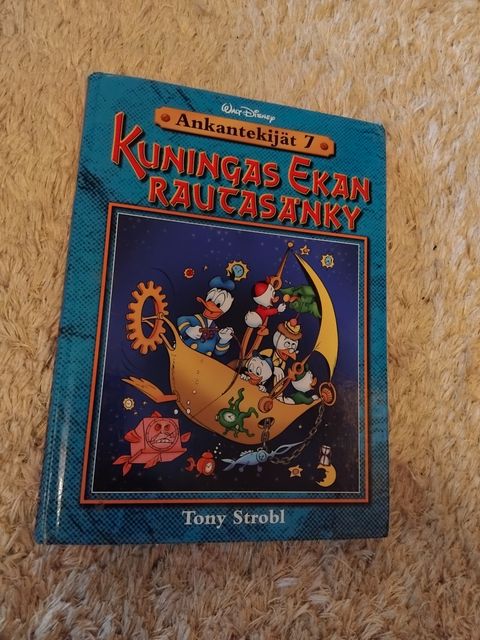 Walt Disney
Ankantekijät 7
KUNINGAS EKAN
RAUTASÄNKY
Tony Strobl